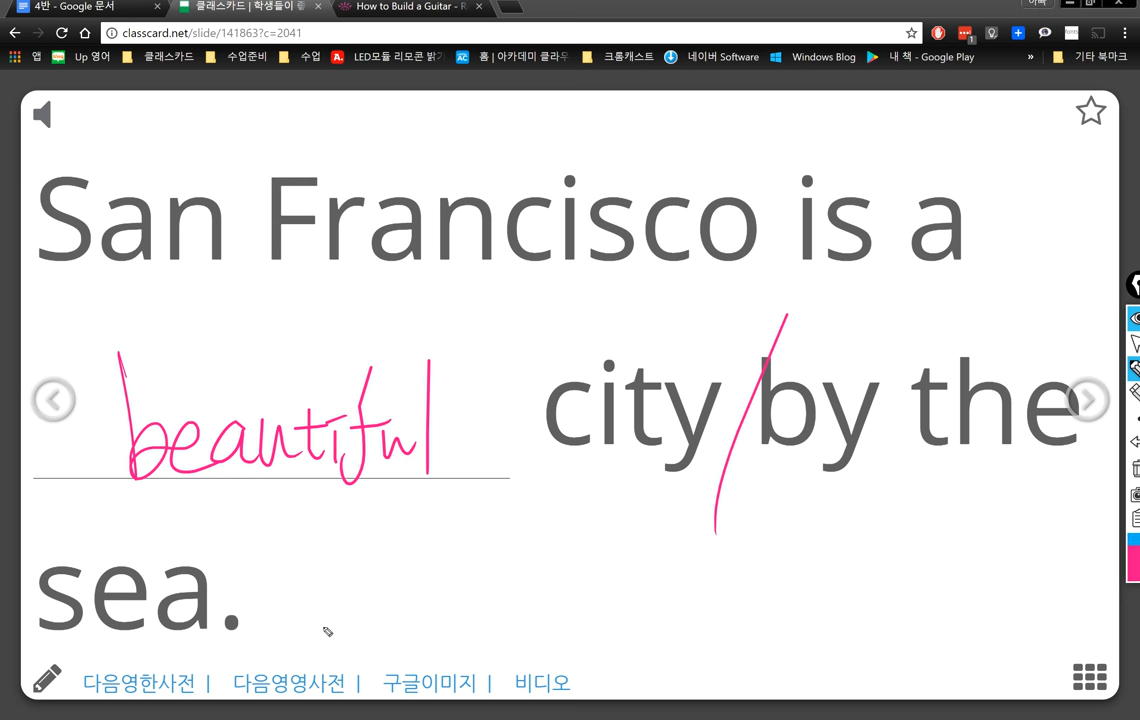 4반 - Google 문서
클래스카드 | 학생들이 좋
How to Build a Guitar - R
아빠
classcard.net/slide/141863?c=2041
fonts
1
앱
Up 영어
클래스카드
수업준비
수업
LED모듈 리모콘 밝기
AC
홈 | 아카데미 클라우
크롬캐스트
네이버 Software
Windows Blog
내 책 - Google Play
»
기타 북마크
San Francisco is a
beautiful city / by the
sea.
다음영한사전 | 다음영영사전 | 구글이미지 | 비디오